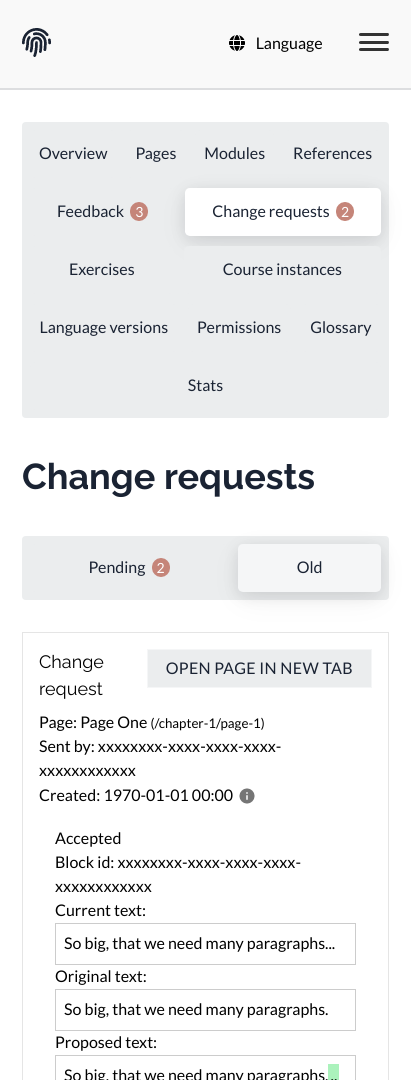 Language
Overview Pages Modules References
Feedback 3 Change requests 2
Exercises Course instances
Language versions Permissions Glossary
Stats
Change requests
Pending 2 Old
Change
request
OPEN PAGE IN NEW TAB
Page: Page One (/chapter-1/page-1)
Sent by: xxxxxxxx-xxxx-xxxx-xxxx-
xxxxxxxxxxxx
Created: 1970-01-01 00:00
Accepted
Block id: xxxxxxxx-xxxx-xxxx-xxxx-
xxxxxxxxxxxx
Current text:
So big, that we need many paragraphs...
Original text:
So big, that we need many paragraphs.
Proposed text:
So big, that we need many paragraphs...